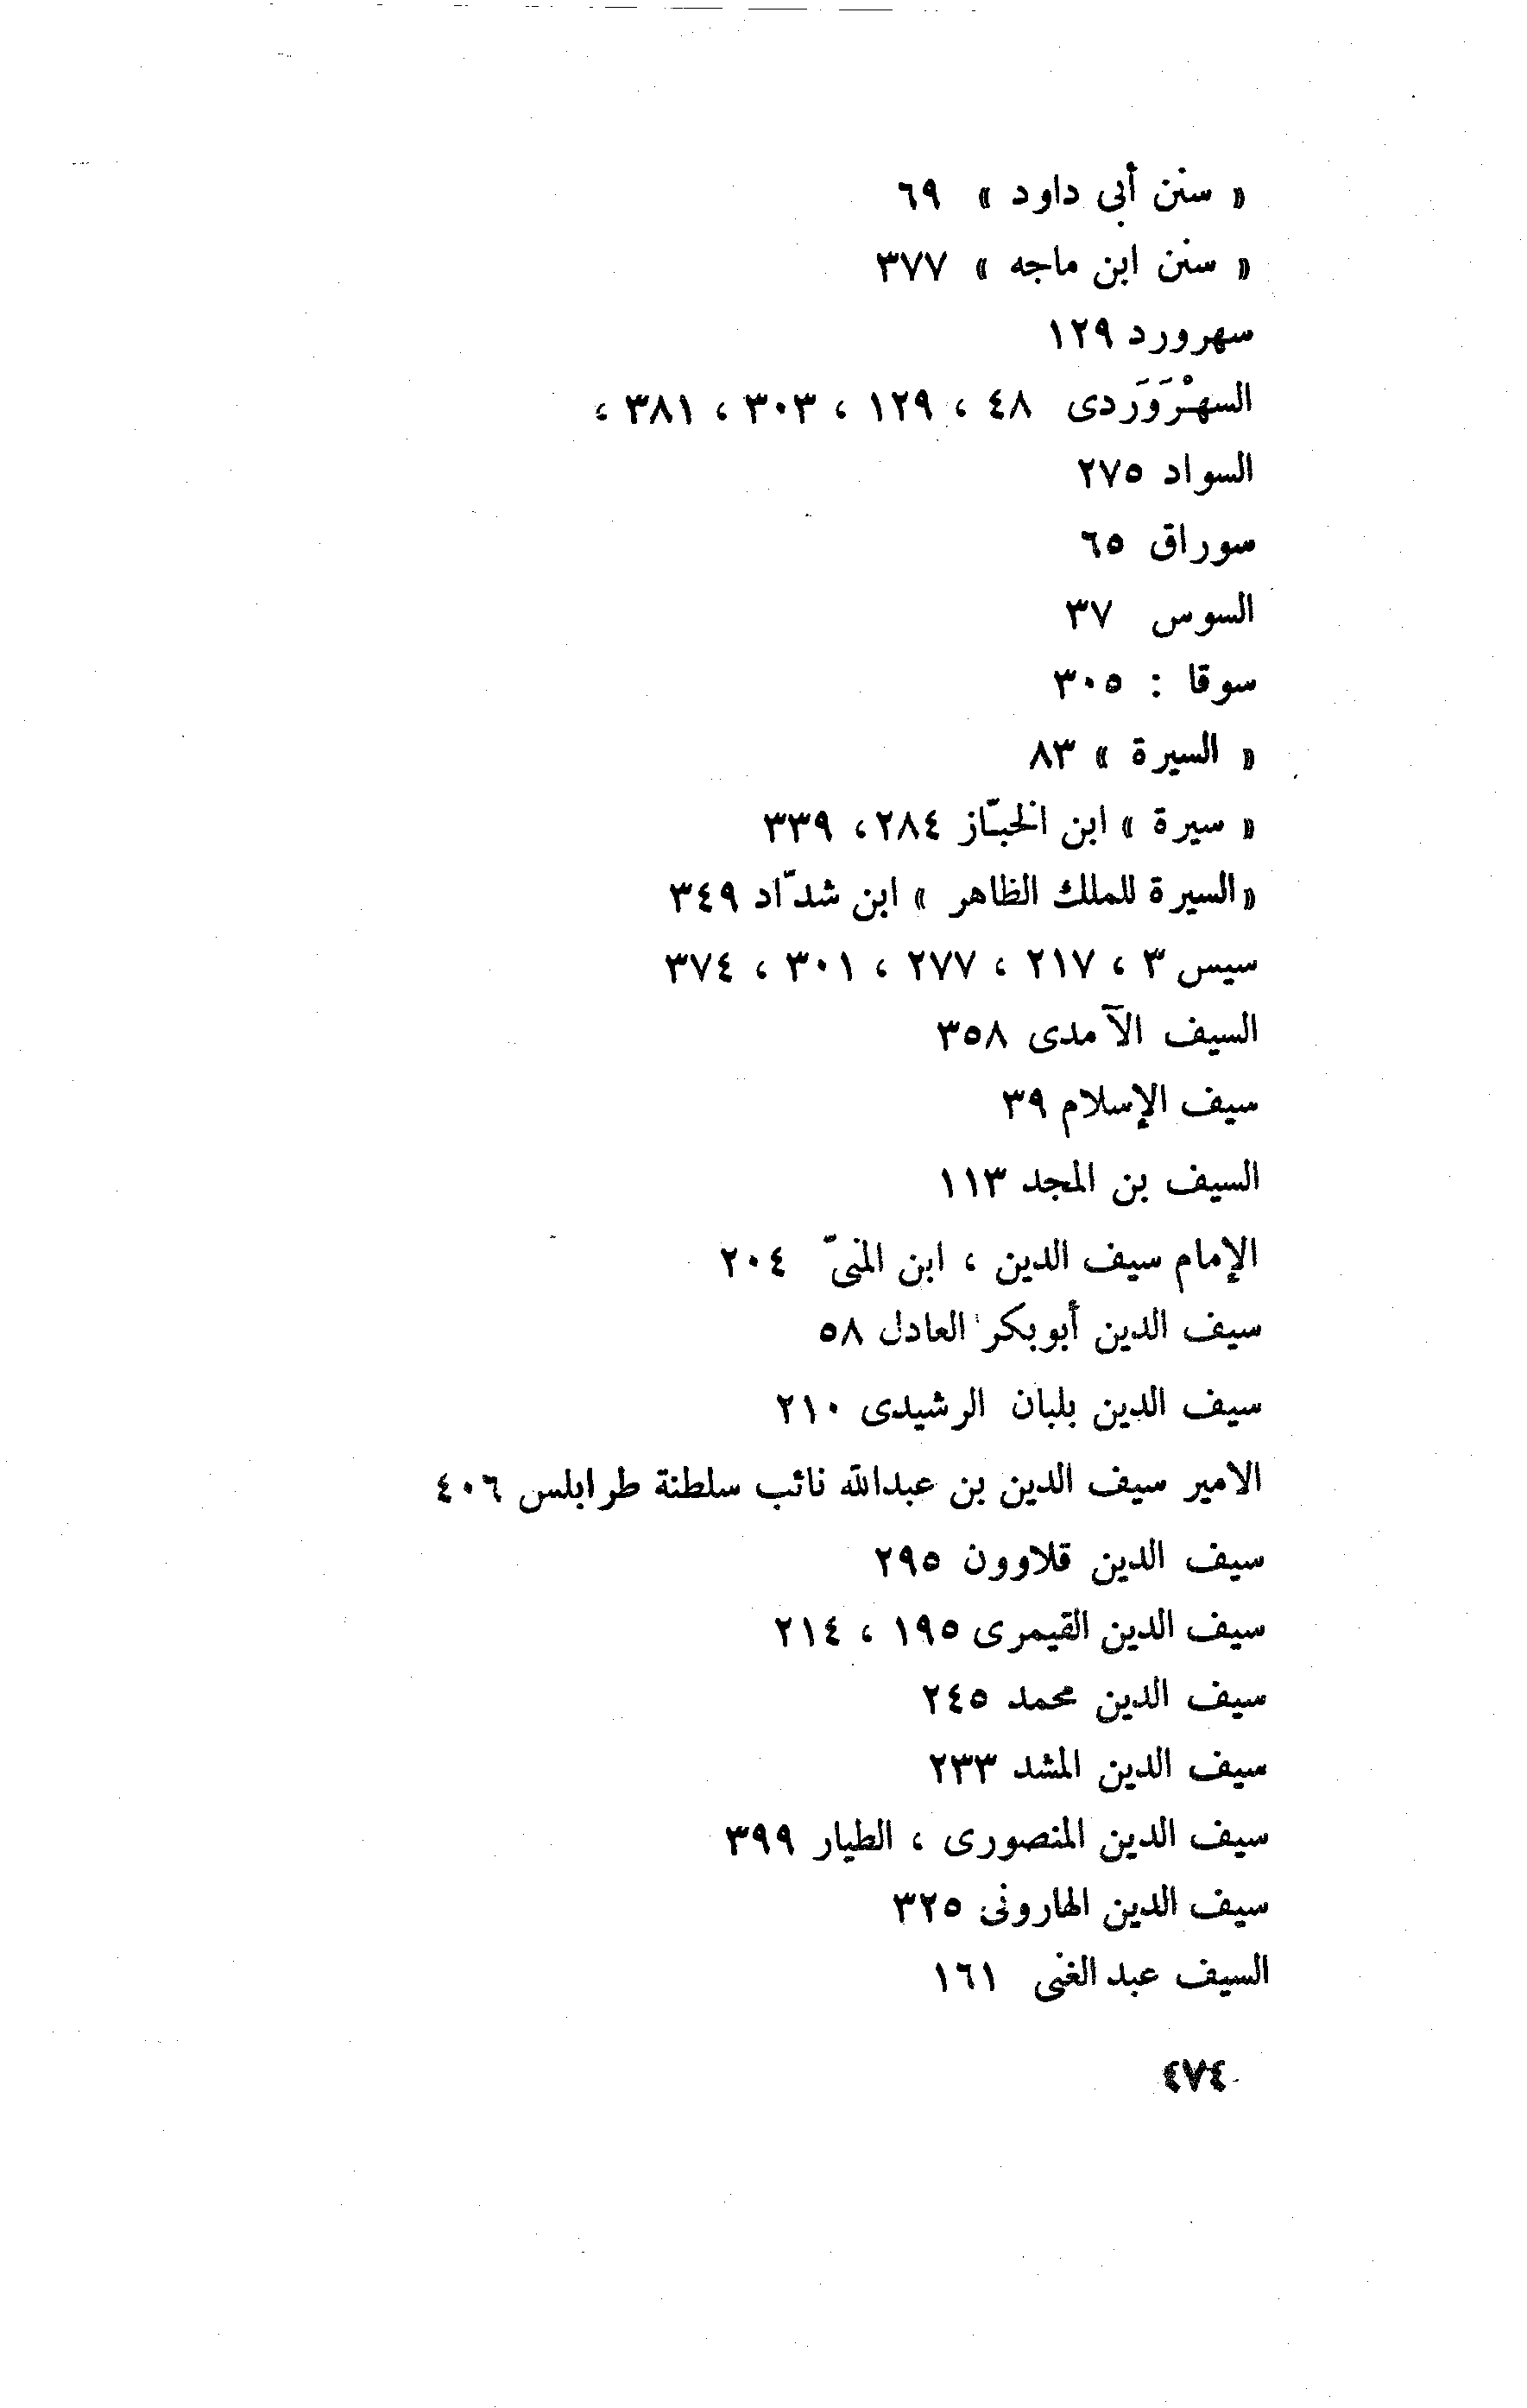 « سنن أبى داود » ٦٩
« سنن ابن ماجه » ٣٧٧
سهرورد ١٢٩
السهْرَوَردى ٤٨ ، ١٢٩ ، ٣٠٣ ، ٣٨١ ،
السواد ٢٧٥
سوراق ٦٥
السوس ٣٧
سوقا : ٣٠٥
« السيرة » ٨٣
« سيرة » ابن الخبّاز ٢٨٤ ، ٣٣٩
« السيرة للملك الظاهر » ابن شدّاد ٣٤٩
سيس ٣ ، ٢١٧ ، ٢٧٧ ، ٣٠١ ، ٣٧٤
السيف الآمدى ٣٥٨
سيف الإسلام ٣٩
السيف بن المجد ١١٣
الإمام سيف الدين ، ابن المنىّ ٢٠٤
سيف الدين أبو بكر العادل ٥٨
سيف الدين بلبان الرشيدى ٢١٠
الامير سيف الدين بن عبدالله نائب سلطنة طرابلس ٤٠٦
سيف الدين قلاوون ٢٩٥
سيف الدين القيمرى ١٩٥ ، ٢١٤
سيف الدين محمد ٢٤٥
سيف الدين المشد ٢٣٣
سيف الدين المنصورى ، الطيار ٣٩٩
سيف الدين الهارونى ٣٢٥
السيف عبد الغنى ١٦١
٤٧٤